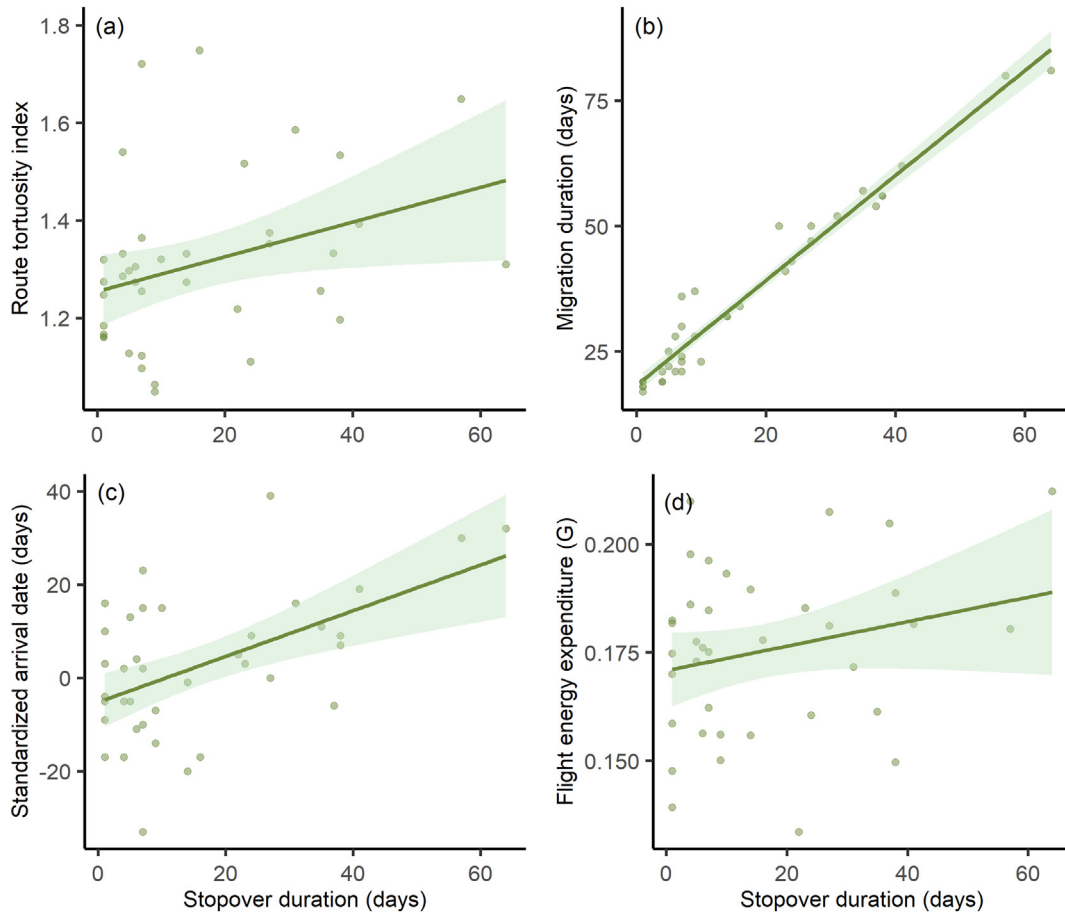 (a)
Route tortuosity index
1.8
1.6
1.4
1.2
0 20 40 60
(b)
Migration duration (days)
75
50
25
0 20 40 60
(c)
Standardized arrival date (days)
40
20
0
-20
0 20 40 60
Stopover duration (days)
(d)
Flight energy expenditure (G)
0.200
0.175
0.150
0 20 40 60
Stopover duration (days)